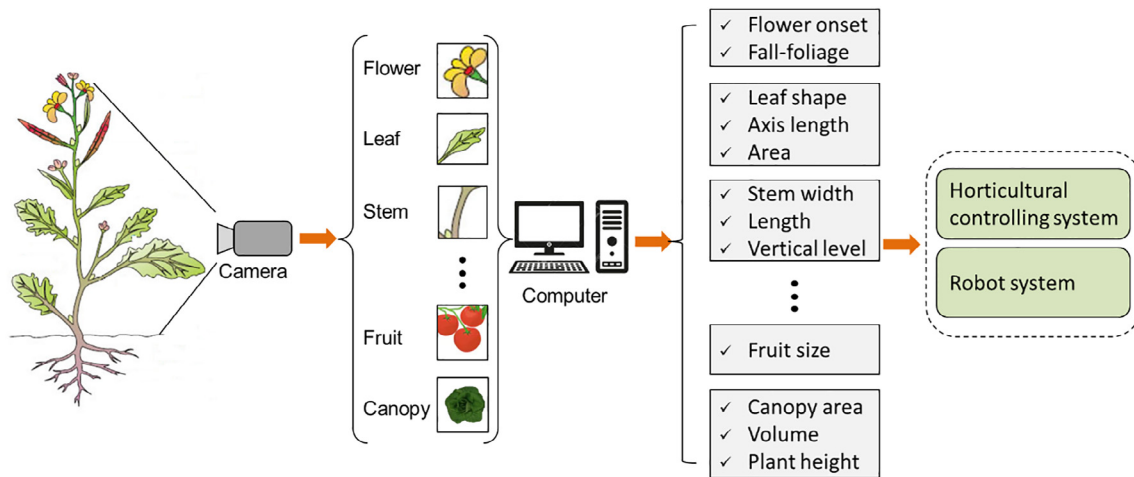 Camera
Flower
Leaf
Stem
Fruit
Canopy
Computer
✓ Flower onset
✓ Fall-foliage
✓ Leaf shape
✓ Axis length
✓ Area
✓ Stem width
✓ Length
✓ Vertical level
✓ Fruit size
✓ Canopy area
✓ Volume
✓ Plant height
Horticultural
controlling system
Robot system